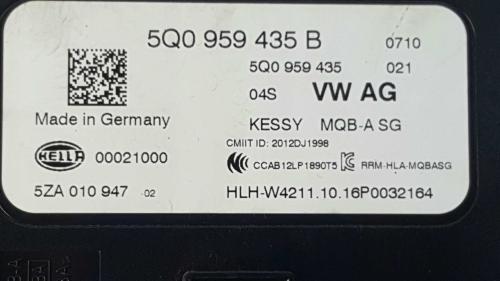 5Q0 959 435 B 0710
5Q0 959 435 021
04S VW AG
Made in Germany KESSY MQB-A SG
CMIIT ID: 2012DJ1998
HELLA 00021000 CCAB12LP1890T5 RRM-HLA-MQBASG
5ZA 010 947 -02 HLH-W4211.10.16P0032164